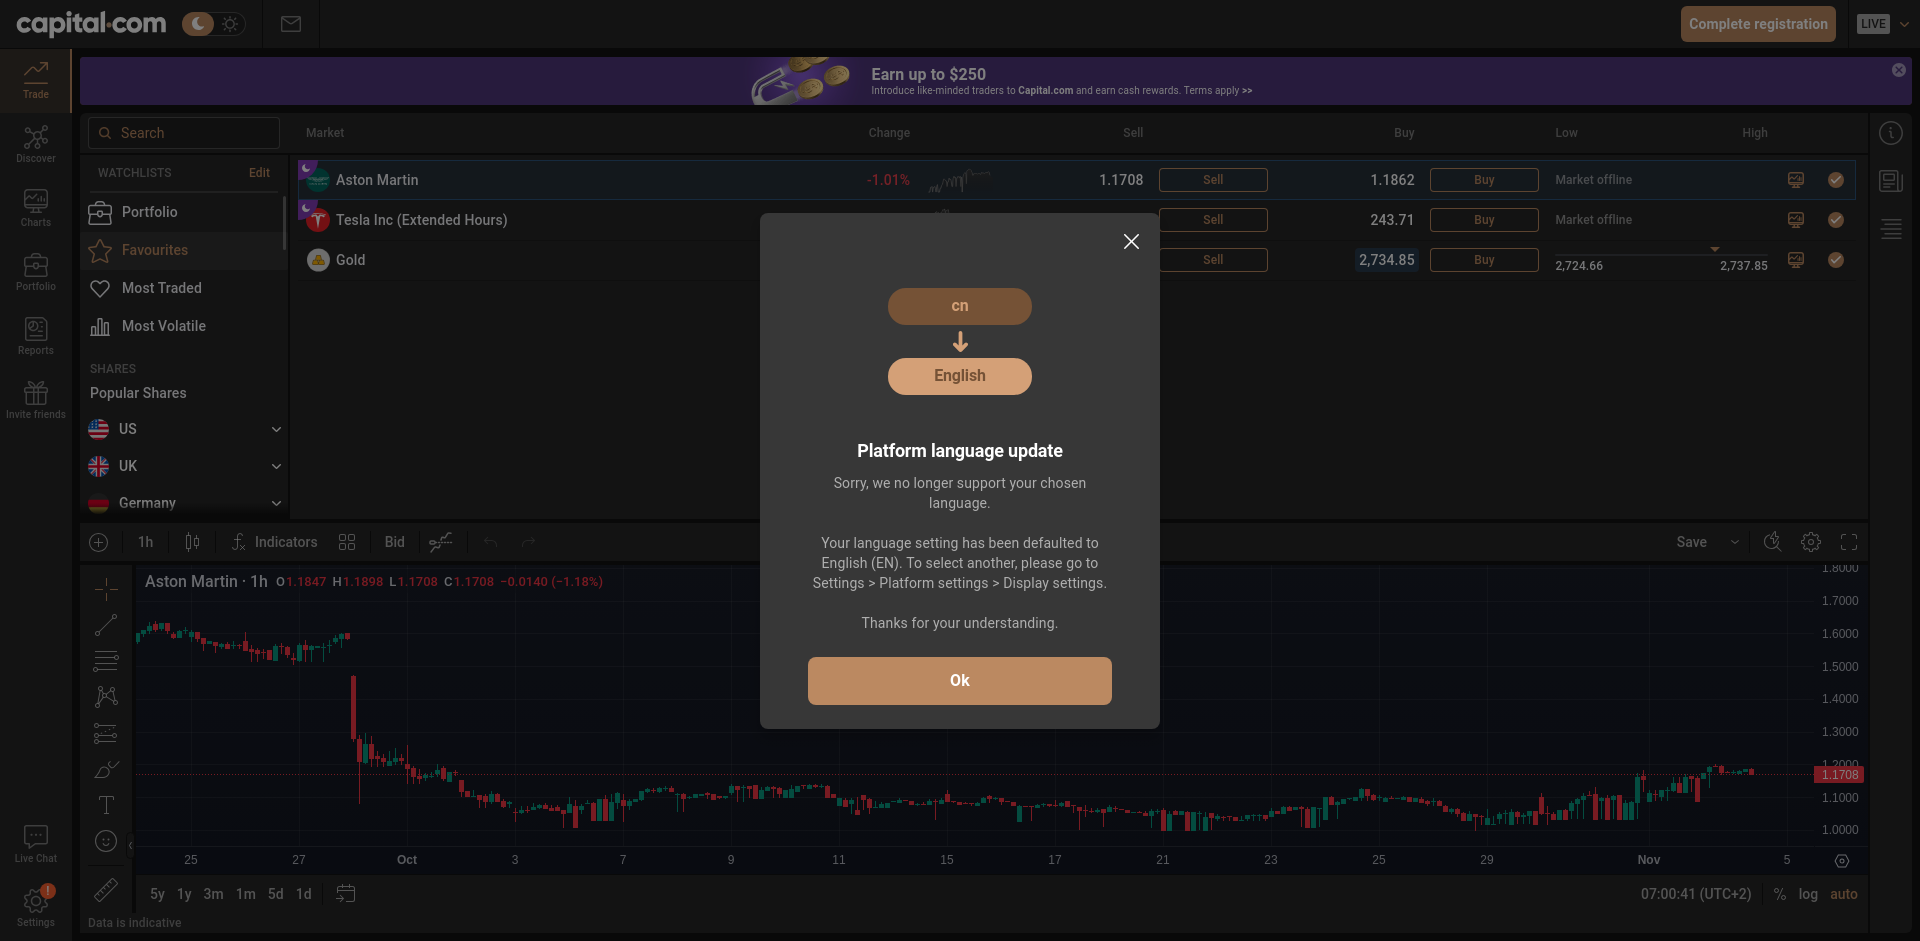 capital.com
Complete registration
LIVE
Trade
Discover
Charts
Portfolio
Reports
Invite friends
Live Chat
!
Settings
Earn up to $250
Introduce like-minded traders to Capital.com and earn cash rewards. Terms apply >>
Search
Market Change Sell Buy Low High
WATCHLISTS Edit
Portfolio
Favourites
Most Traded
Most Volatile
SHARES
Popular Shares
US
UK
Germany
Aston Martin -1.01% 1.1708 Sell 1.1862 Buy Market offline
Tesla Inc (Extended Hours) Sell 243.71 Buy Market offline
Gold Sell 2,734.85 Buy 2,724.66 2,737.85
cn
English
Platform language update
Sorry, we no longer support your chosen
language.
Your language setting has been defaulted to
English (EN). To select another, please go to
Settings > Platform settings > Display settings.
Thanks for your understanding.
Ok
1h Indicators Bid Save
Aston Martin · 1h O1.1847 H1.1898 L1.1708 C1.1708 −0.0140 (−1.18%)
1.8000
1.7000
1.6000
1.5000
1.4000
1.3000
1.2000
1.1708
1.1000
1.0000
25 27 Oct 3 7 9 11 15 17 21 23 25 29 Nov 5
5y 1y 3m 1m 5d 1d 07:00:41 (UTC+2) % log auto
Data is indicative